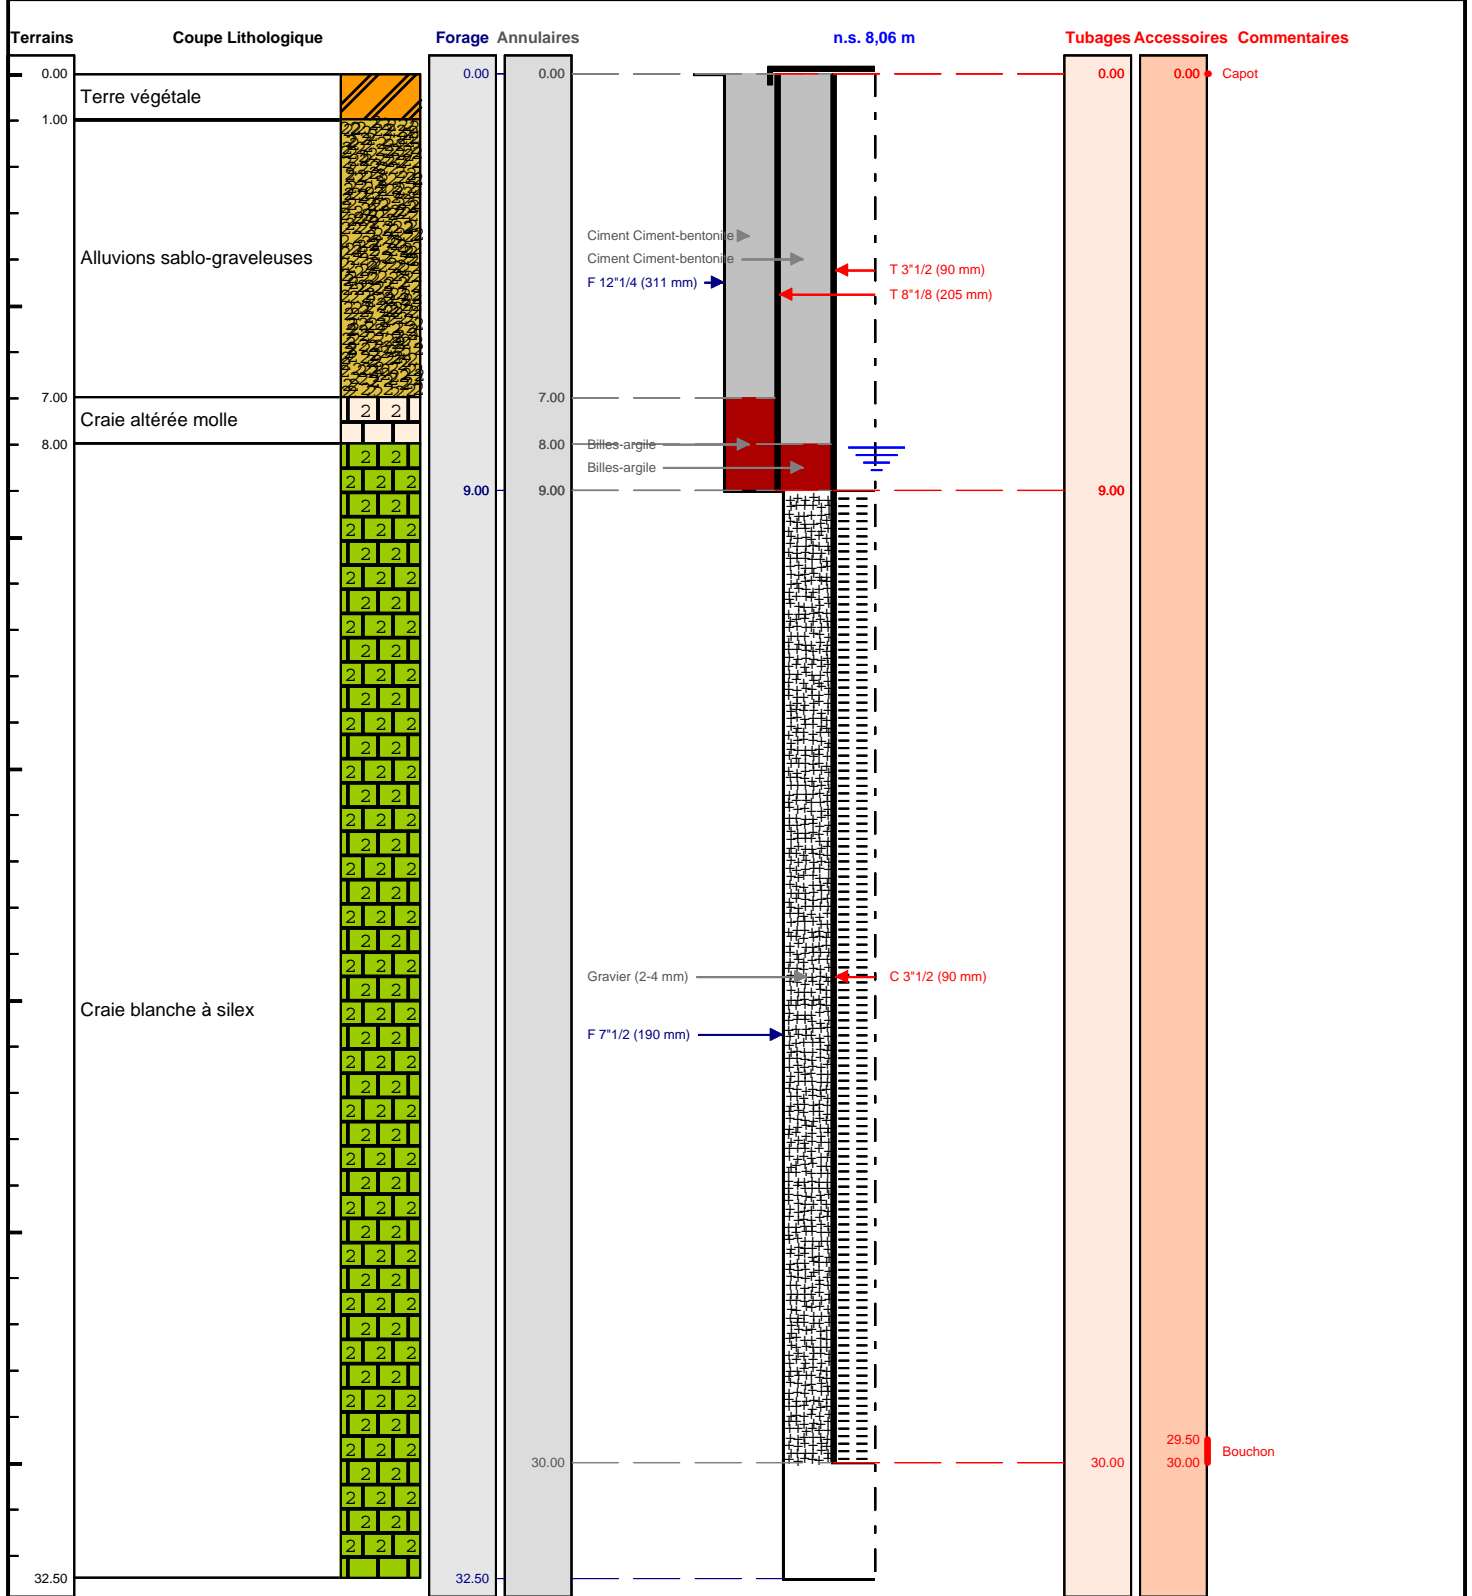 Terrains Coupe Lithologique Forage Annulaires n.s. 8,06 m Tubages Accessoires Commentaires
0.00 0.00 0.00 0.00 0.00 Capot
Terre végétale
1.00
Ciment Ciment-bentonite
Alluvions sablo-graveleuses
Ciment Ciment-bentonite
T 3"1/2 (90 mm)
F 12"1/4 (311 mm)
T 8"1/8 (205 mm)
7.00 7.00
Craie altérée molle
8.00 8.00 Billes-argile
Billes-argile
9.00 9.00 9.00
Gravier (2-4 mm) C 3"1/2 (90 mm)
Craie blanche à silex
F 7"1/2 (190 mm)
29.50
Bouchon
30.00 30.00 30.00
32.50 32.50